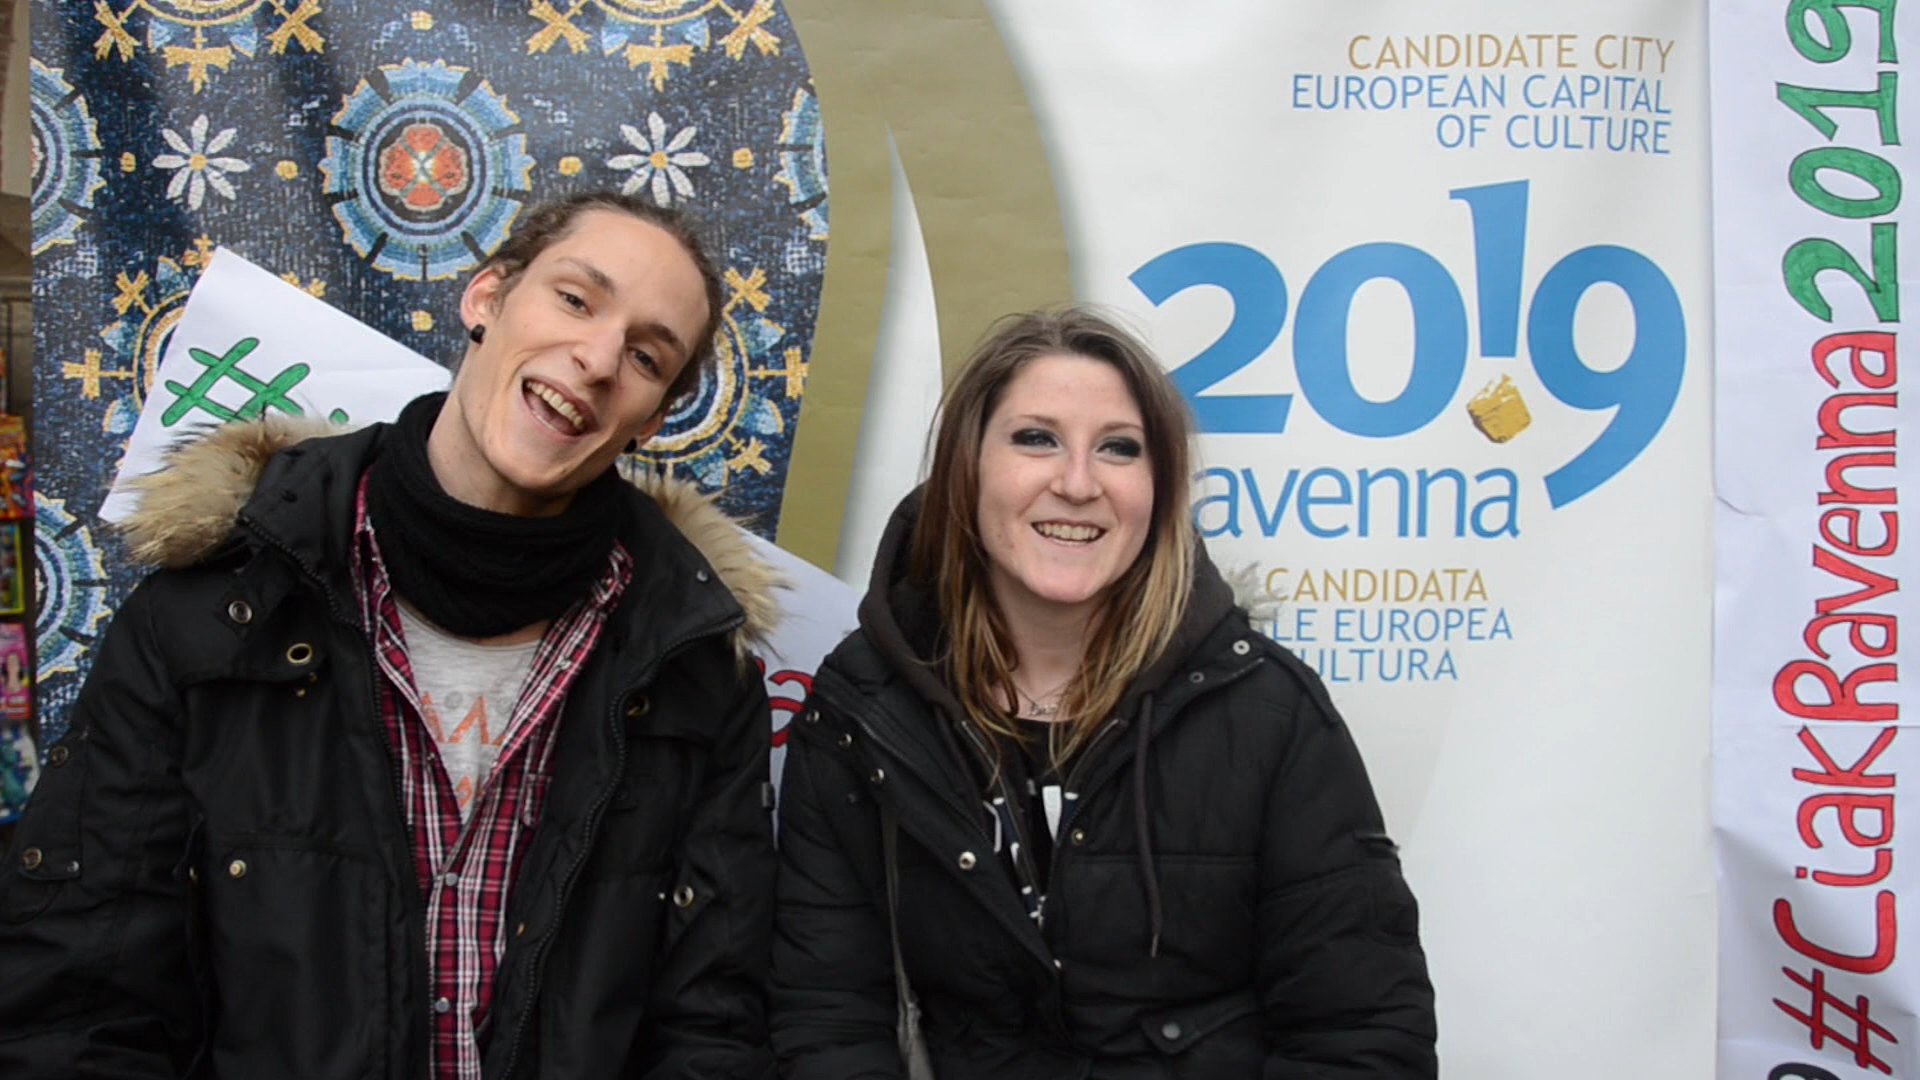 CANDIDATE CITY
EUROPEAN CAPITAL
OF CULTURE
2019
avenna
CANDIDATA
LE EUROPEA
ULTURA
#CiakRavenna2019
#